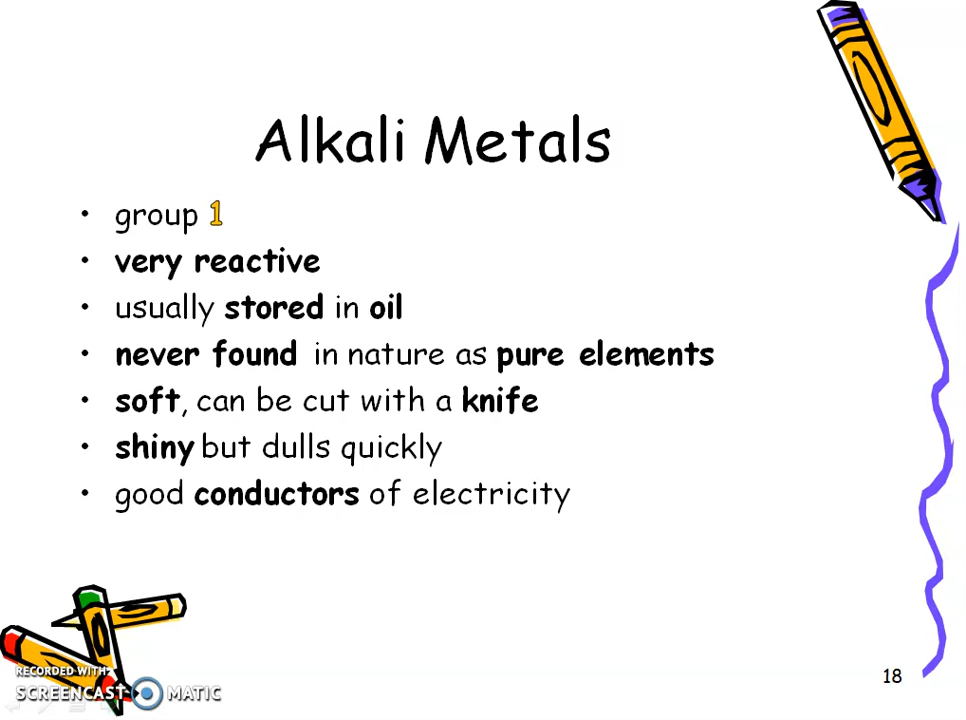 Alkali Metals
• group 1
• very reactive
• usually stored in oil
• never found in nature as pure elements
• soft, can be cut with a knife
• shiny but dulls quickly
• good conductors of electricity
RECORDED WITH
SCREENCAST MATIC
18